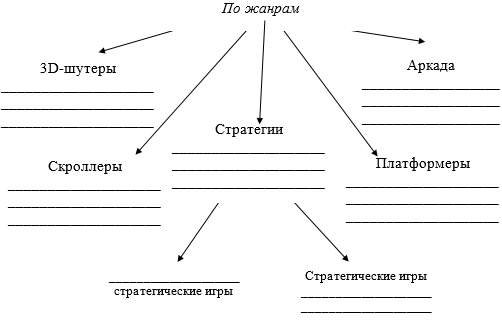 По жанрам
3D-шутеры
Аркада
Стратегии
Скроллеры
Платформеры
стратегические игры
Стратегические игры